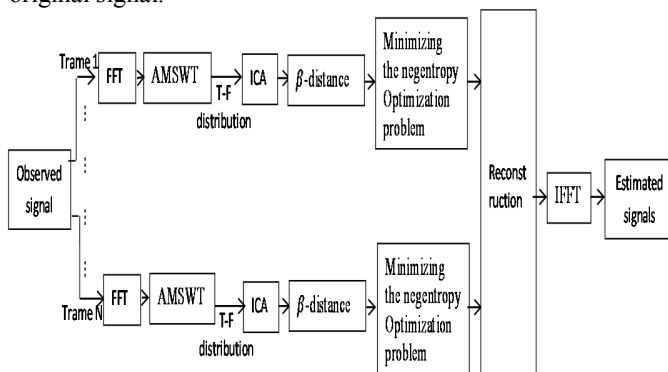 original signal.
Trame 1
FFT
AMSWT
T-F
distribution
ICA
β-distance
Minimizing
the negentropy
Optimization
problem
Observed
signal
Reconst
ruction
IFFT
Estimated
signals
Trame N
FFT
AMSWT
T-F
distribution
ICA
β-distance
Minimizing
the negentropy
Optimization
problem